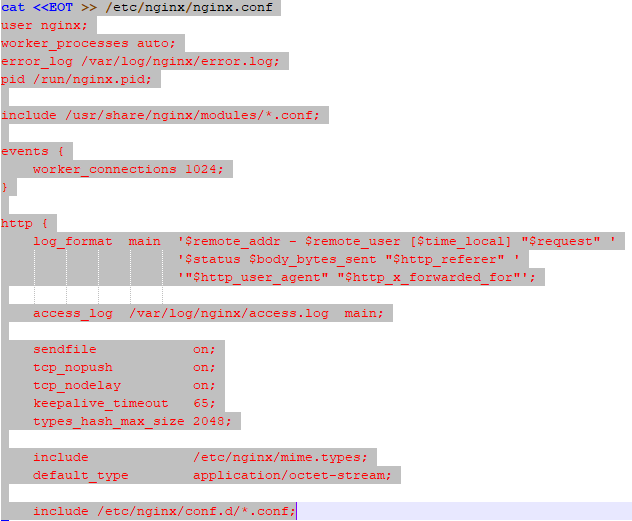 cat <<EOT >> /etc/nginx/nginx.conf
user nginx;
worker_processes auto;
error_log /var/log/nginx/error.log;
pid /run/nginx.pid;

include /usr/share/nginx/modules/*.conf;

events {
    worker_connections 1024;
}

http {
    log_format  main  '$remote_addr - $remote_user [$time_local] "$request" '
                      '$status $body_bytes_sent "$http_referer" '
                      '"$http_user_agent" "$http_x_forwarded_for"';

    access_log  /var/log/nginx/access.log  main;

    sendfile            on;
    tcp_nopush          on;
    tcp_nodelay         on;
    keepalive_timeout   65;
    types_hash_max_size 2048;

    include             /etc/nginx/mime.types;
    default_type        application/octet-stream;

    include /etc/nginx/conf.d/*.conf;